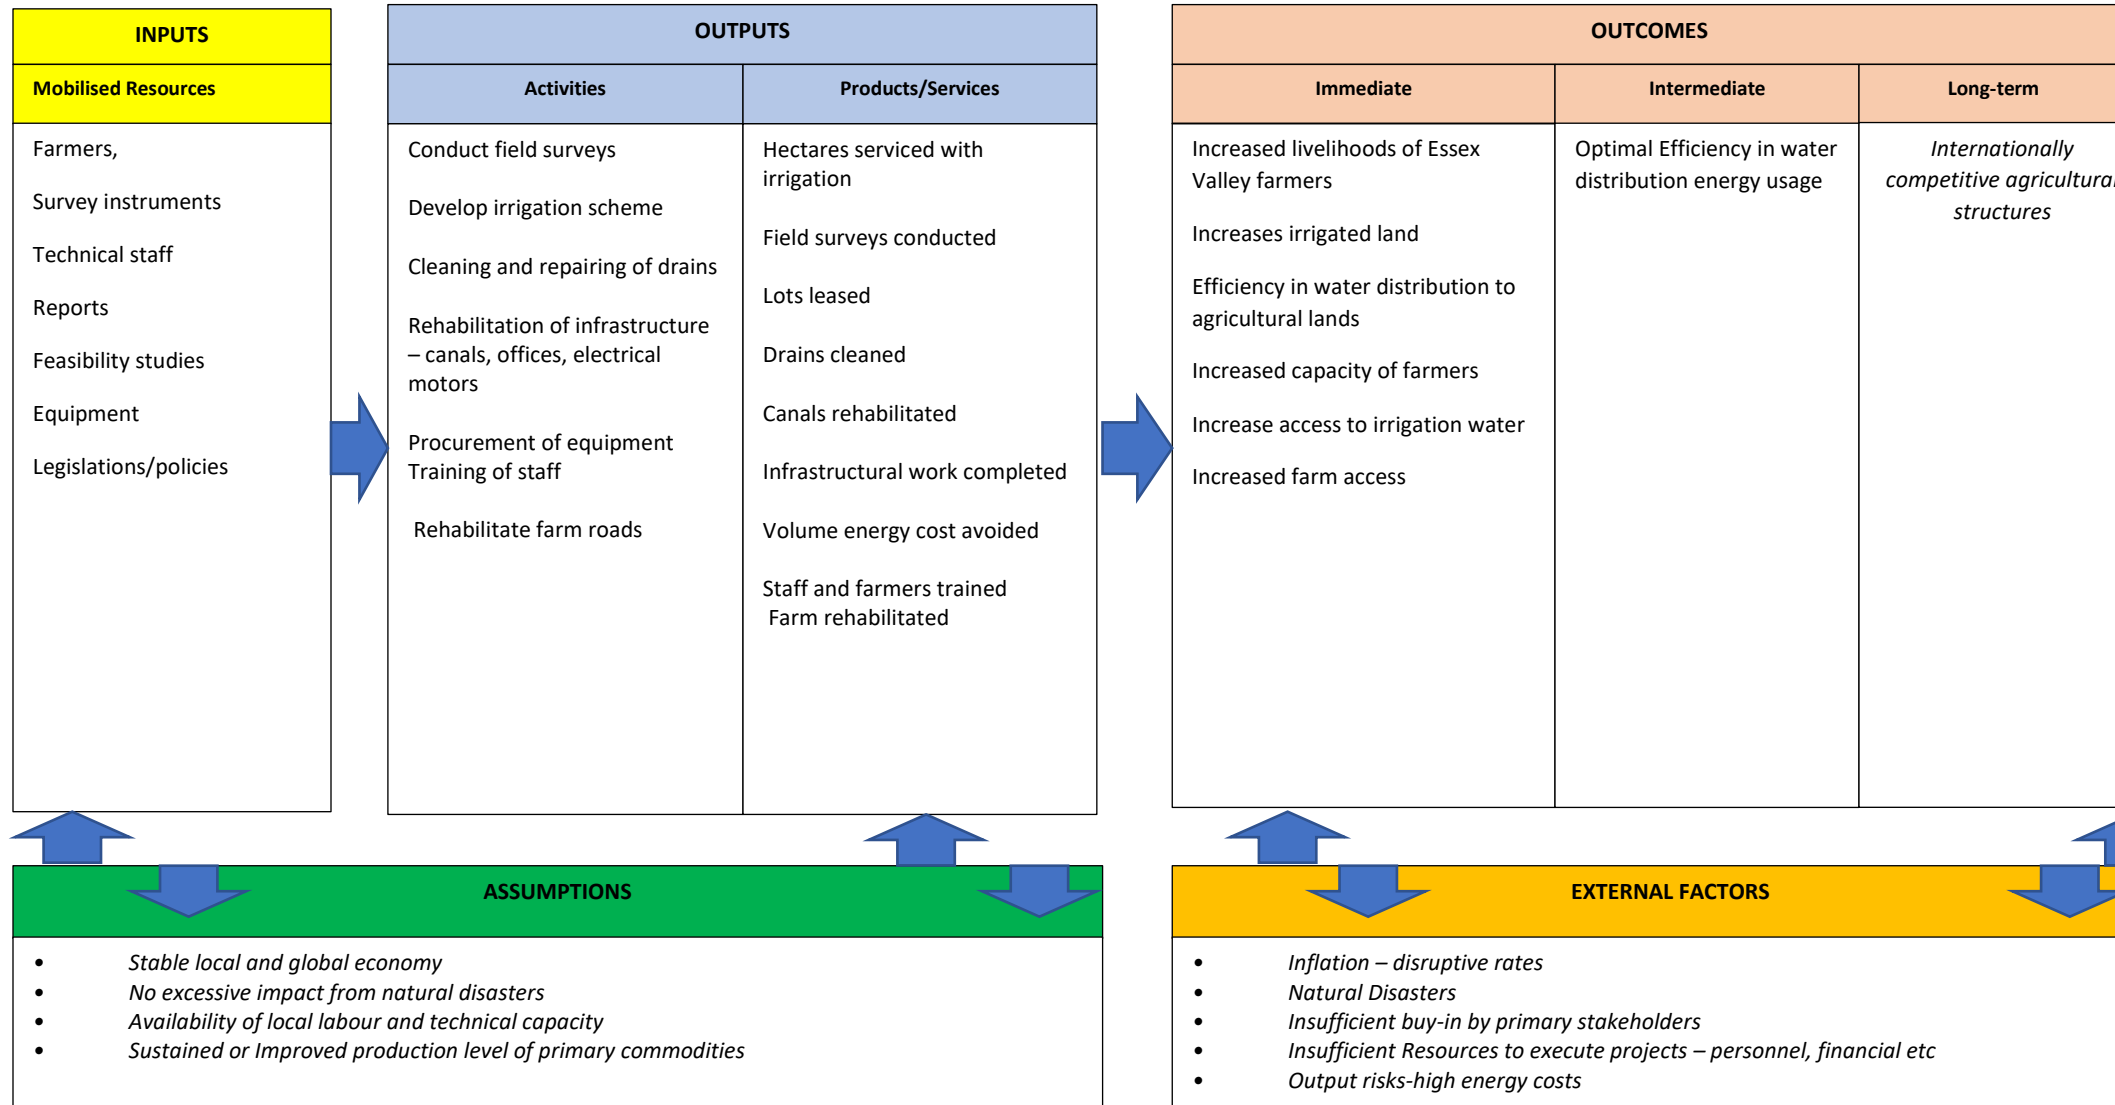 INPUTS
Mobilised Resources
Farmers,
Survey instruments
Technical staff
Reports
Feasibility studies
Equipment
Legislations/policies
OUTPUTS
Activities
Products/Services
Conduct field surveys
Develop irrigation scheme
Cleaning and repairing of drains
Rehabilitation of infrastructure
– canals, offices, electrical
motors
Procurement of equipment
Training of staff
Rehabilitate farm roads
Hectares serviced with
irrigation
Field surveys conducted
Lots leased
Drains cleaned
Canals rehabilitated
Infrastructural work completed
Volume energy cost avoided
Staff and farmers trained
Farm rehabilitated
OUTCOMES
Immediate
Intermediate
Long-term
Increased livelihoods of Essex
Valley farmers
Increases irrigated land
Efficiency in water distribution to
agricultural lands
Increased capacity of farmers
Increase access to irrigation water
Increased farm access
Optimal Efficiency in water
distribution energy usage
Internationally
competitive agricultural
structures
ASSUMPTIONS
• Stable local and global economy
• No excessive impact from natural disasters
• Availability of local labour and technical capacity
• Sustained or Improved production level of primary commodities
EXTERNAL FACTORS
• Inflation – disruptive rates
• Natural Disasters
• Insufficient buy-in by primary stakeholders
• Insufficient Resources to execute projects – personnel, financial etc
• Output risks-high energy costs